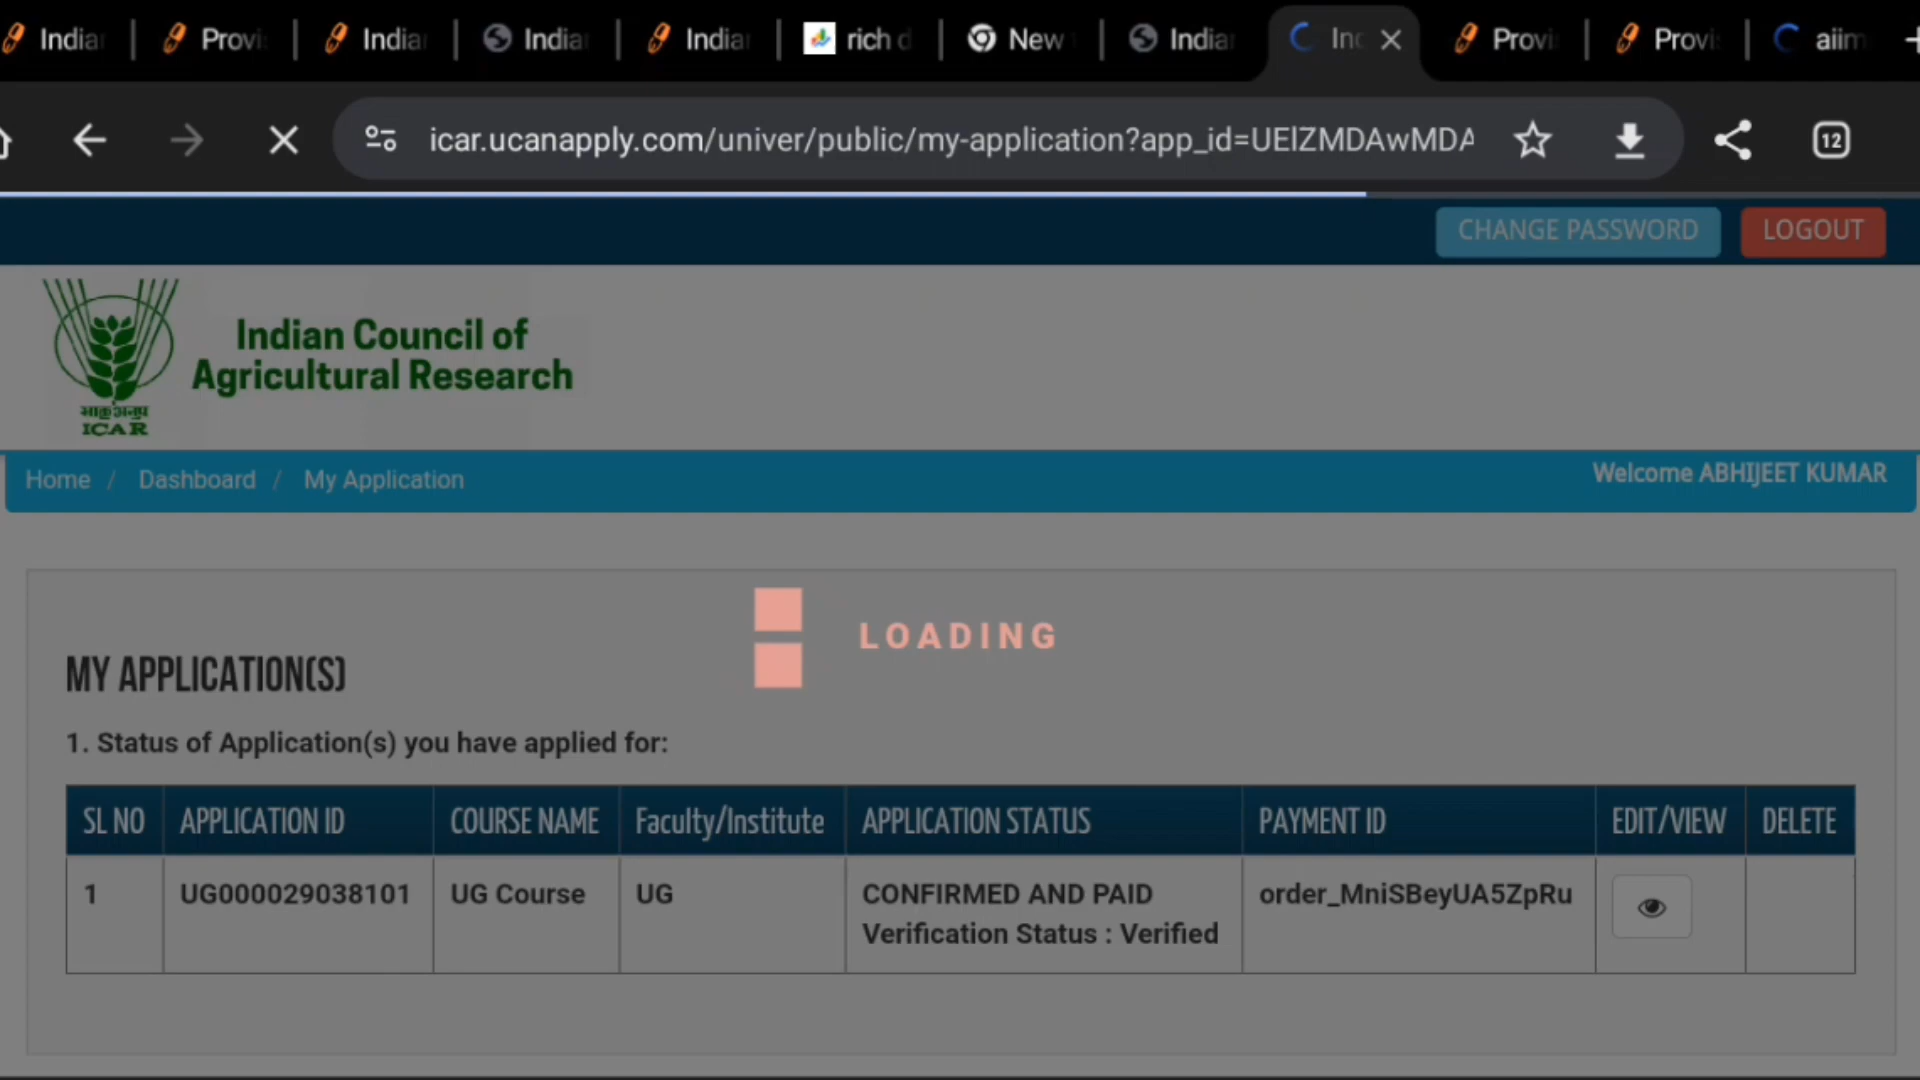 India
Provi
India
India
India
rich d
New
India
Inc
Provi
Provi
aiim
icar.ucanapply.com/univer/public/my-application?app_id=UElZMDAwMDA
12
CHANGE PASSWORD
LOGOUT
Indian Council of
Agricultural Research
भाकृअनुप
ICAR
Home / Dashboard / My Application
Welcome ABHIJEET KUMAR
LOADING
MY APPLICATION(S)
1. Status of Application(s) you have applied for:
SL NO APPLICATION ID COURSE NAME Faculty/Institute APPLICATION STATUS PAYMENT ID EDIT/VIEW DELETE
1 UG000029038101 UG Course UG CONFIRMED AND PAID order_MniSBeyUA5ZpRu
Verification Status : Verified